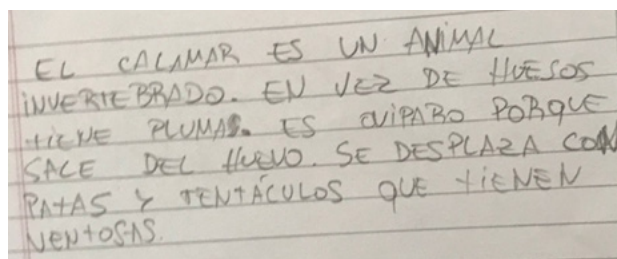 EL CALAMAR ES UN ANIMAL
INVERTEBRADO. EN VEZ DE HUESOS
tiENE PLUMAS. ES OVIPARO PORQUE
SALE DEL HUEVO. SE DESPLAZA CON
PAtAS Y TENTÁCULOS QUE tiENEN
VENtOSAS.